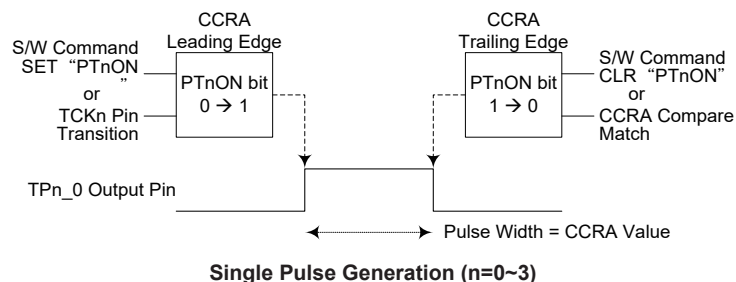 CCRA
Leading Edge
CCRA
Trailing Edge
S/W Command
SET “PTnON
”
or
TCKn Pin
Transition
PTnON bit
0 → 1
PTnON bit
1 → 0
S/W Command
CLR “PTnON”
or
CCRA Compare
Match
TPn_0 Output Pin
Pulse Width = CCRA Value
Single Pulse Generation (n=0~3)